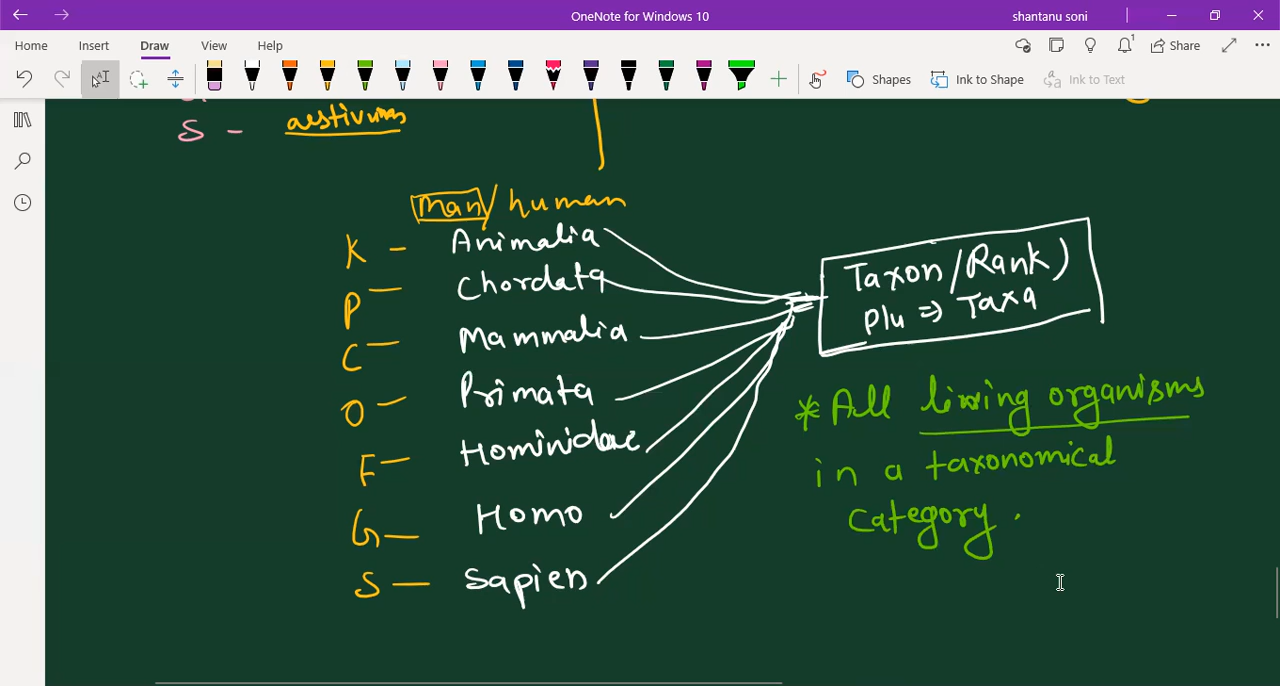 OneNote for Windows 10
shantanu soni
Home Insert Draw View Help
Share
Shapes Ink to Shape Ink to Text
S - aestivum
Man / human
K - Animalia
P - Chordata
C - Mammalia
O - Primata
F - Hominidae
G - Homo
S - Sapien
Taxon/Rank)
Plu ⇒ Taxa
* All living organisms
in a taxonomical
Category.